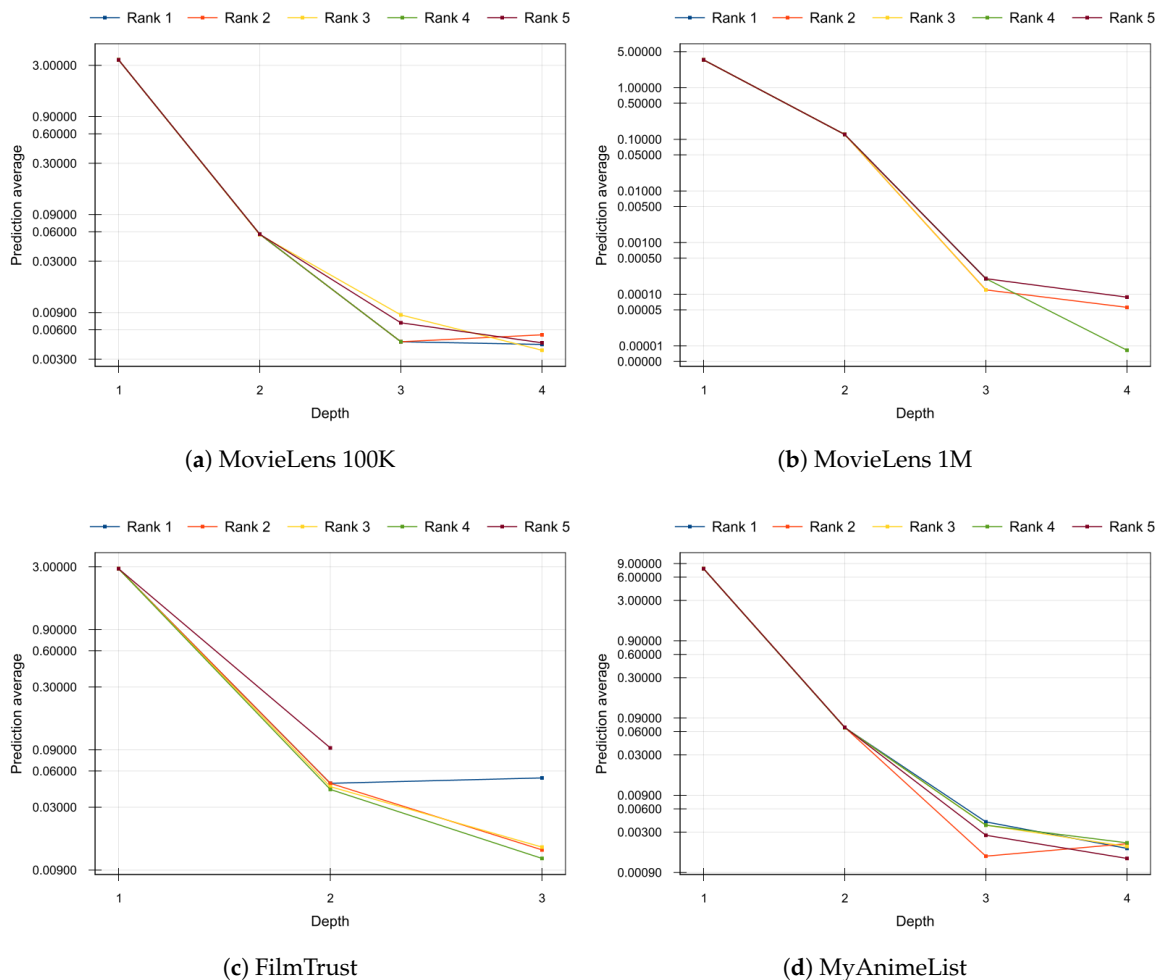 Rank 1 Rank 2 Rank 3 Rank 4 Rank 5
3.00000
0.90000
0.60000
0.30000
0.09000
0.06000
0.03000
0.00900
0.00600
0.00300
Prediction average
1 2 3 4
Depth
(a) MovieLens 100K
Rank 1 Rank 2 Rank 3 Rank 4 Rank 5
5.00000
1.00000
0.50000
0.10000
0.05000
0.01000
0.00500
0.00100
0.00050
0.00010
0.00005
0.00001
0.00000
Prediction average
1 2 3 4
Depth
(b) MovieLens 1M
Rank 1 Rank 2 Rank 3 Rank 4 Rank 5
3.00000
0.90000
0.60000
0.30000
0.09000
0.06000
0.03000
0.00900
Prediction average
1 2 3
Depth
(c) FilmTrust
Rank 1 Rank 2 Rank 3 Rank 4 Rank 5
9.00000
6.00000
3.00000
0.90000
0.60000
0.30000
0.09000
0.06000
0.03000
0.00900
0.00600
0.00300
0.00090
Prediction average
1 2 3 4
Depth
(d) MyAnimeList